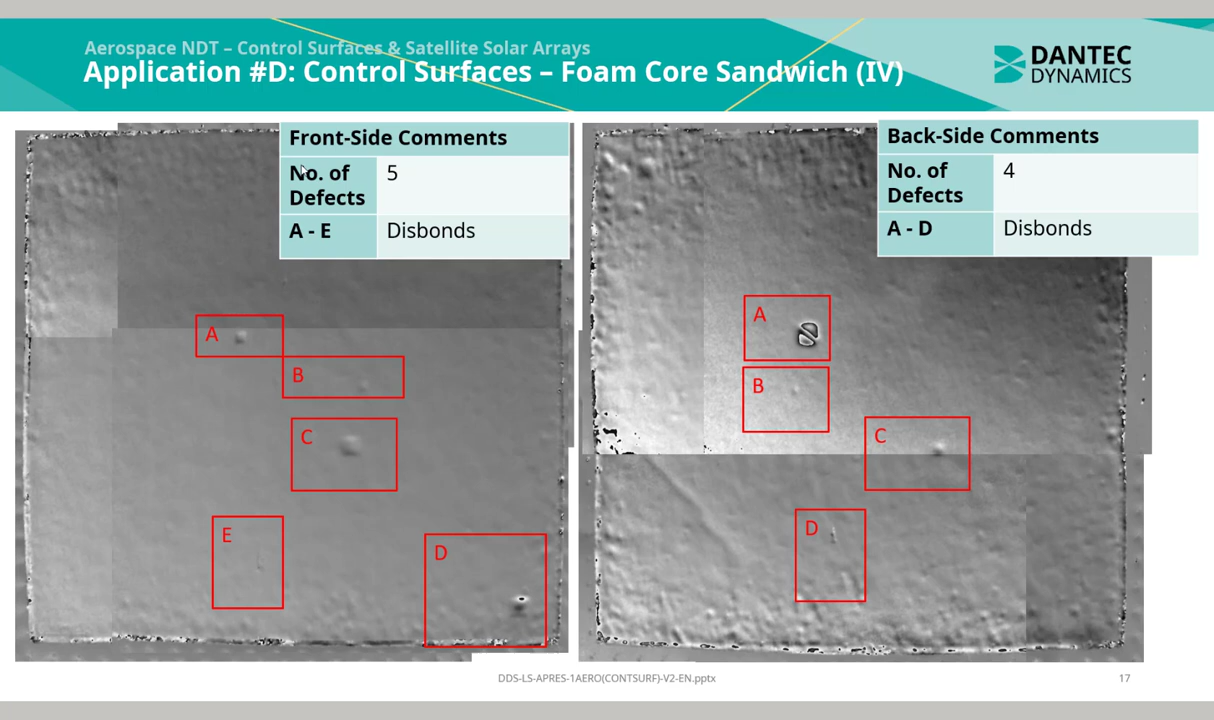 Aerospace NDT – Control Surfaces & Satellite Solar Arrays
Application #D: Control Surfaces – Foam Core Sandwich (IV)
DANTEC
DYNAMICS
Front-Side Comments
No. of
Defects
5
A - E
Disbonds
Back-Side Comments
No. of
Defects
4
A - D
Disbonds
A
B
C
E
D
A
B
C
D
DDS-LS-APRES-1AERO(CONTSURF)-V2-EN.pptx
17